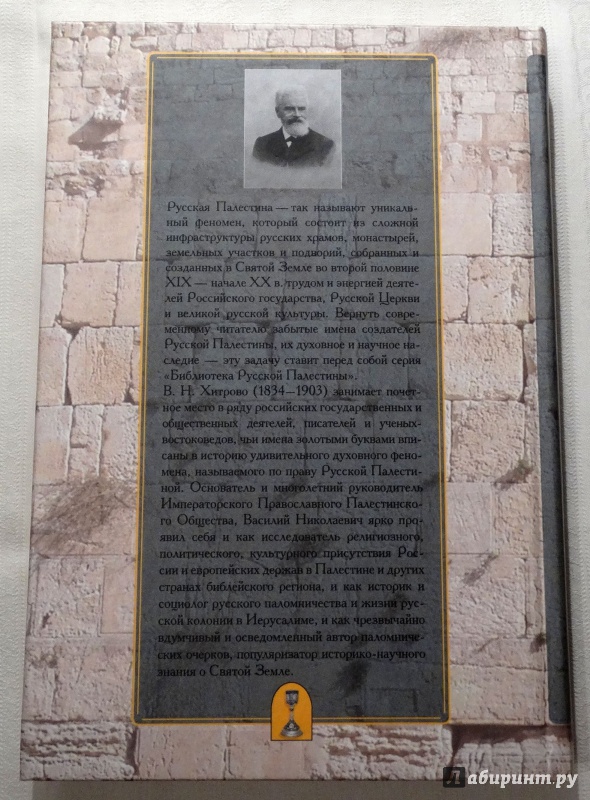 Русская Палестина — так называют уникаль-
ный феномен, который состоит из сложной
инфраструктуры русских храмов, монастырей,
земельных участков и подворий, собранных и
созданных в Святой Земле во второй половине
XIX — начале XX в. трудом и энергией деяте-
лей Российского государства, Русской Церкви
и великой русской культуры. Вернуть совре-
менному читателю забытые имена создателей
Русской Палестины, их духовное и научное на-
следие — эту задачу ставит перед собой серия
«Библиотека Русской Палестины».
В. Н. Хитрово (1834—1903) занимает почет-
ное место в ряду российских государственных и
общественных деятелей, писателей и ученых-
востоковедов, чьи имена золотыми буквами впи-
саны в историю удивительного духовного фено-
мена, называемого по праву Русской Палести-
ной. Основатель и многолетний руководитель
Императорского Православного Палестинско-
го Общества, Василий Николаевич ярко про-
явил себя и как исследователь религиозного,
политического, культурного присутствия Рос-
сии и европейских держав в Палестине и других
странах библейского региона, и как историк и
социолог русского паломничества и жизни рус-
ской колонии в Иерусалиме, и как чрезвычайно
вдумчивый и осведомленный автор паломниче-
ских очерков, популяризатор историко-научного
знания о Святой Земле.
Лабиринт.ру